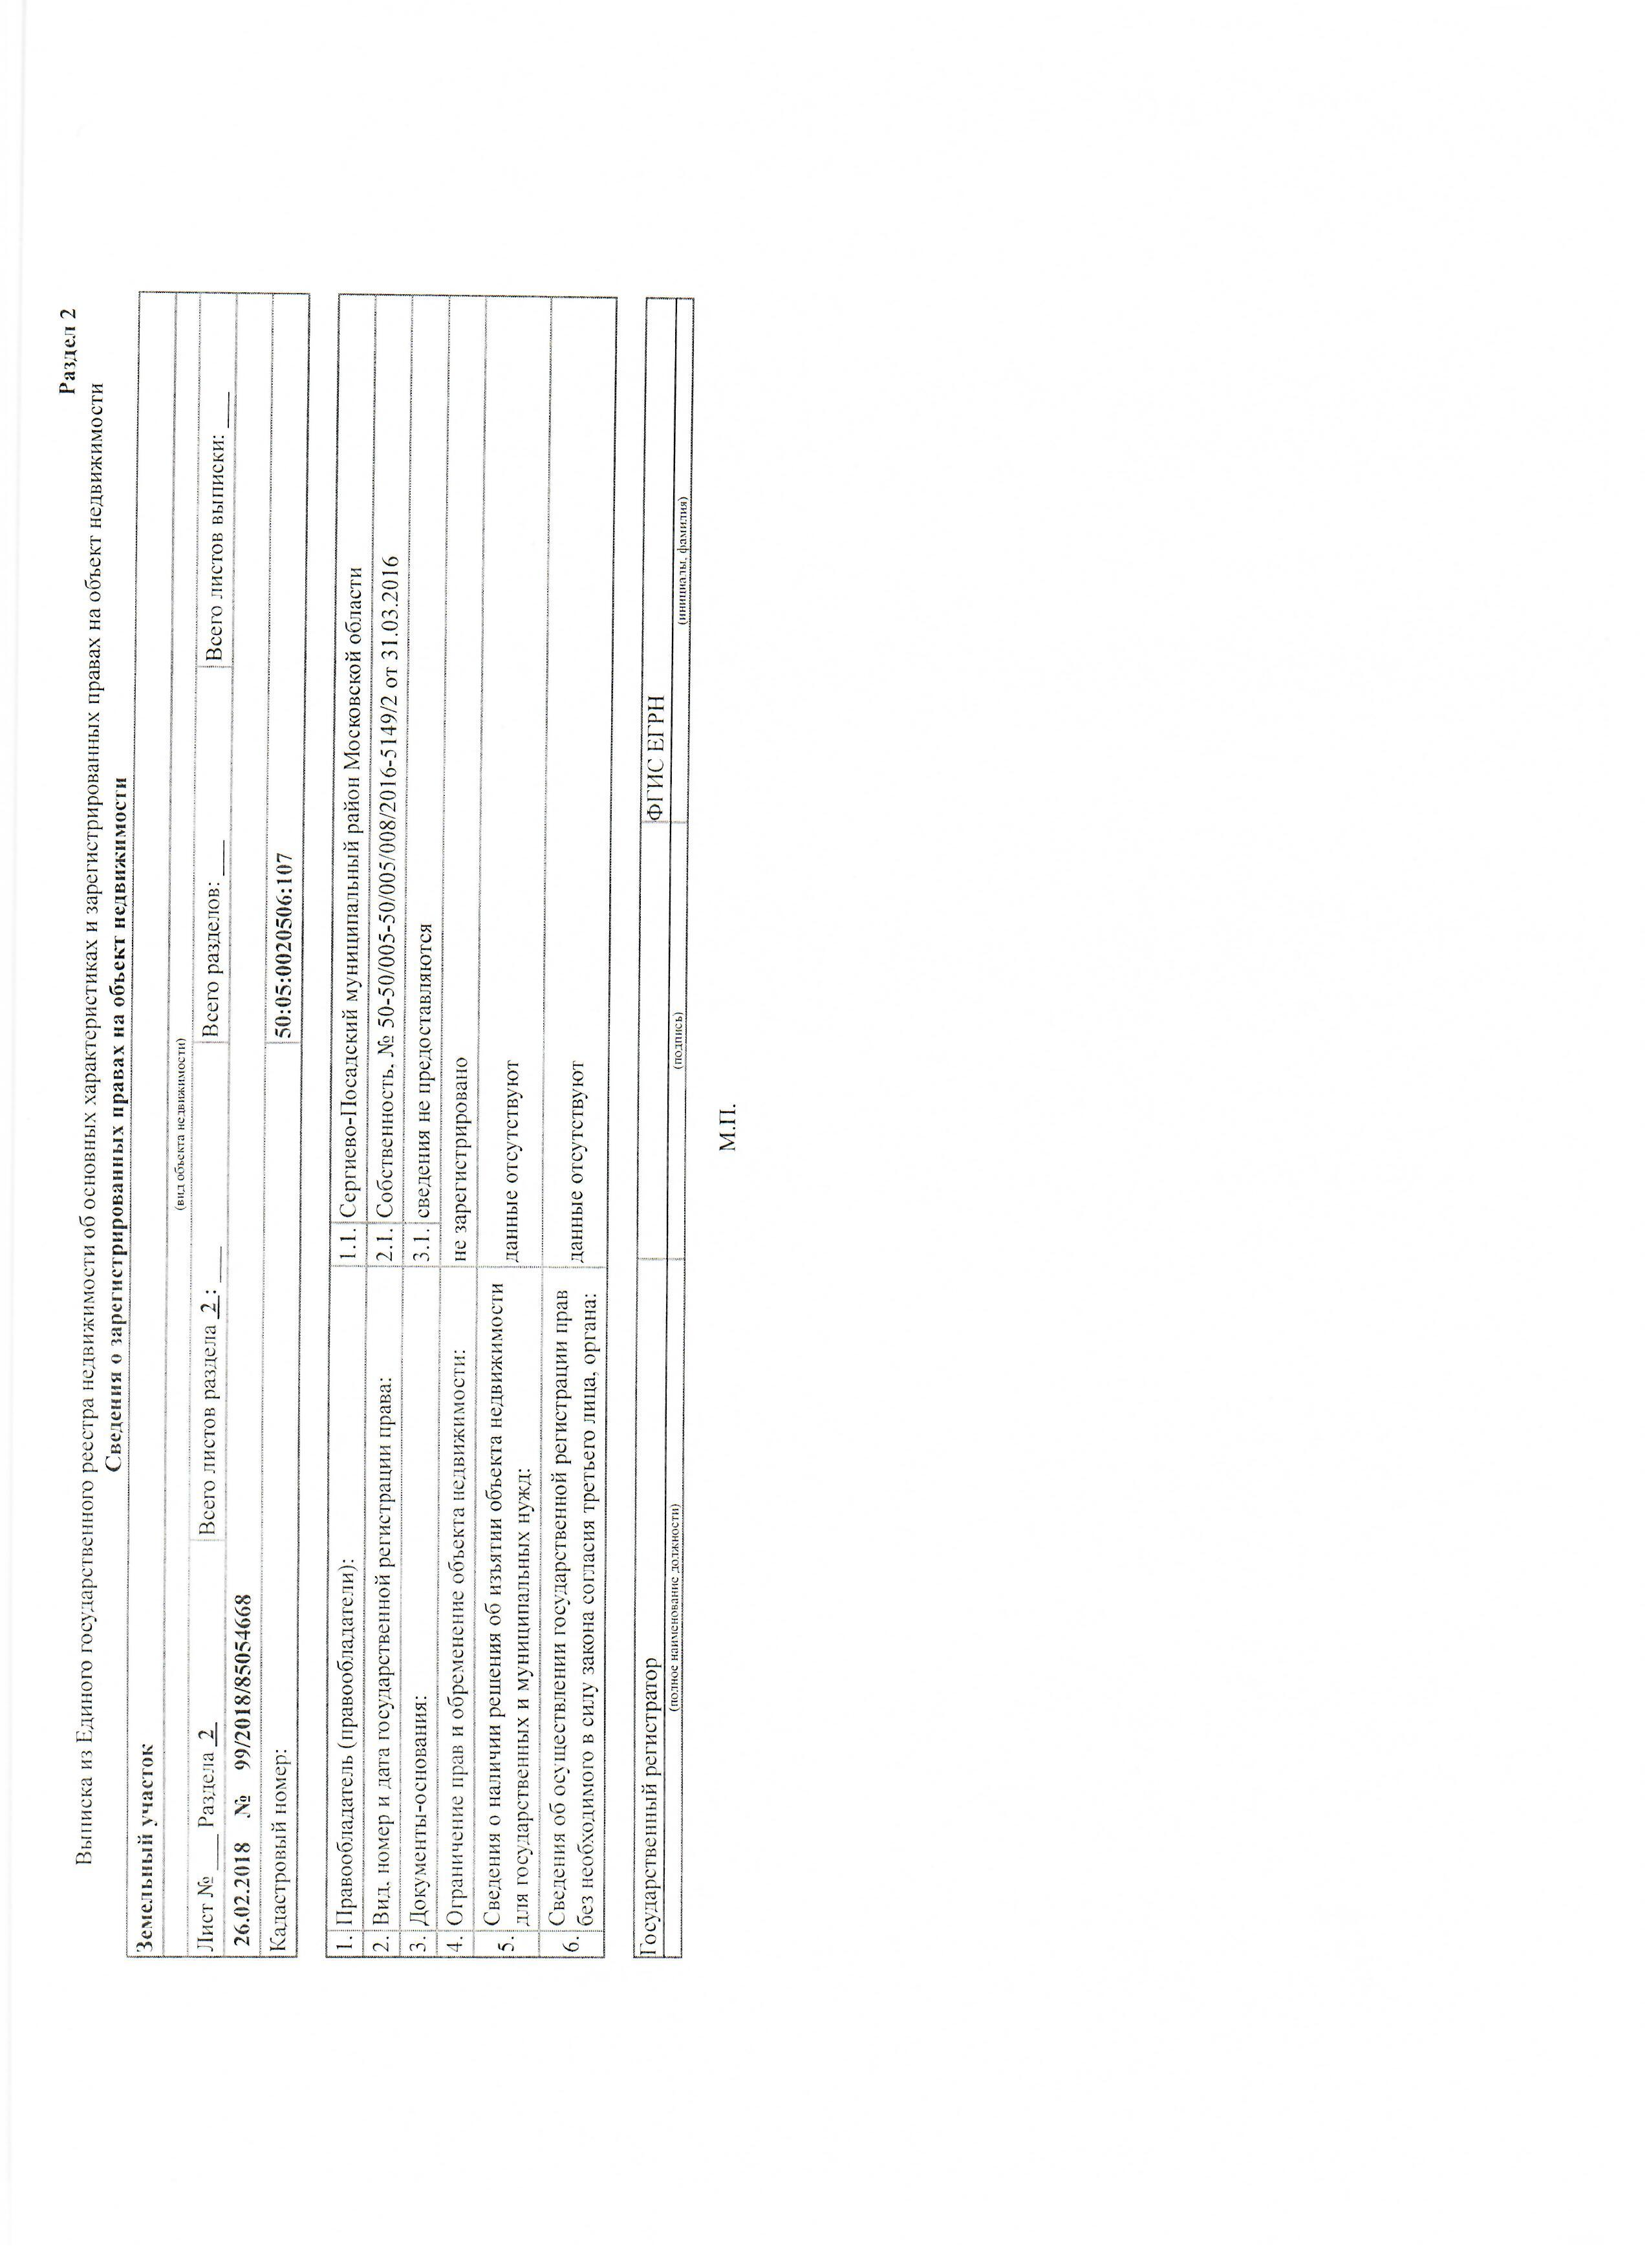 Раздел 2
Выписка из Единого государственного реестра недвижимости об основных характеристиках и зарегистрированных правах на объект недвижимости
Сведения о зарегистрированных правах на объект недвижимости
Земельный участок
(вид объекта недвижимости)
Лист № ___ Раздела 2 Всего листов раздела 2 : ___ Всего разделов: ___ Всего листов выписки: ___
26.02.2018 № 99/2018/85054668
Кадастровый номер: 50:05:0020506:107
1. Правообладатель (правообладатели): 1.1. Сергиево-Посадский муниципальный район Московской области
2. Вид, номер и дата государственной регистрации права: 2.1. Собственность, № 50-50/005-50/005/008/2016-5149/2 от 31.03.2016
3. Документы-основания: 3.1. сведения не предоставляются
4. Ограничение прав и обременение объекта недвижимости: не зарегистрировано
5. Сведения о наличии решения об изъятии объекта недвижимости
для государственных и муниципальных нужд: данные отсутствуют
6. Сведения об осуществлении государственной регистрации прав
без необходимого в силу закона согласия третьего лица, органа: данные отсутствуют
Государственный регистратор ФГИС ЕГРН
(полное наименование должности) (подпись) (инициалы, фамилия)
М.П.